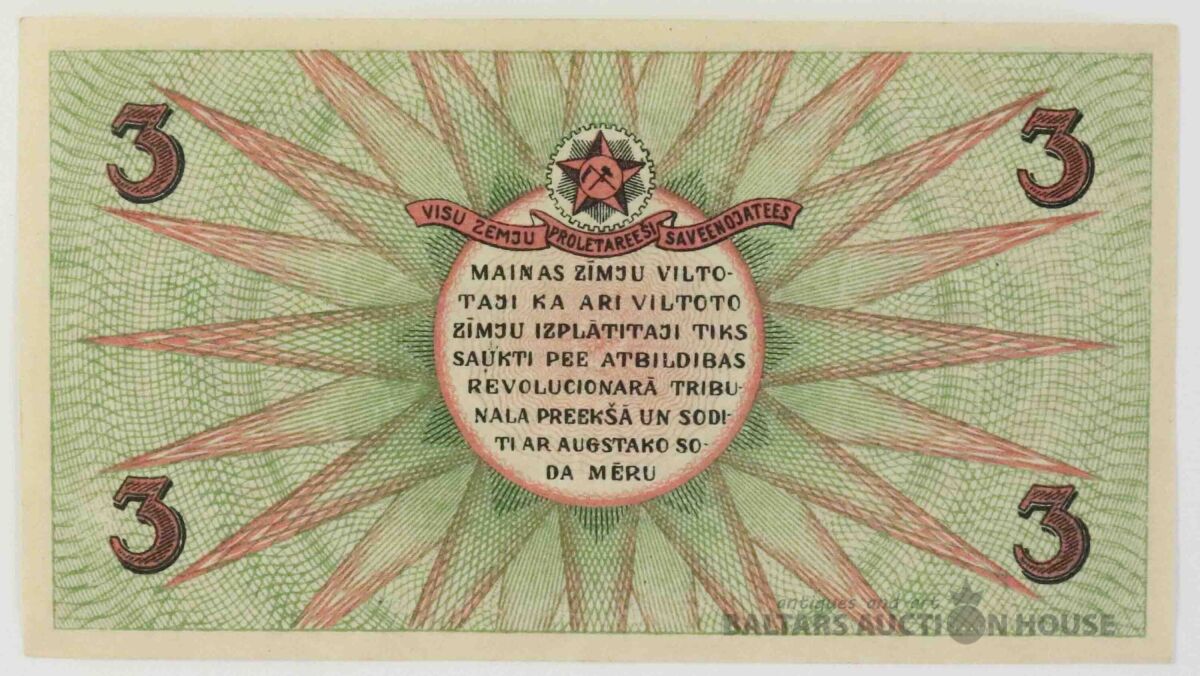 3 3
VISU ZEMJU PROLETAREEŠI SAVEENOJATEES
MAIŅAS ZĪMJU VILTO-
TAJI KA ARI VILTOTO
ZĪMJU IZPLĀTITAJI TIKS
SAUKTI PEE ATBILDIBAS
REVOLUCIONARĀ TRIBU-
NALA PREEKŠĀ UN SODI-
TI AR AUGSTAKO SO-
DA MĒRU
3 3
antiques and art
BALTARS AUCTION HOUSE